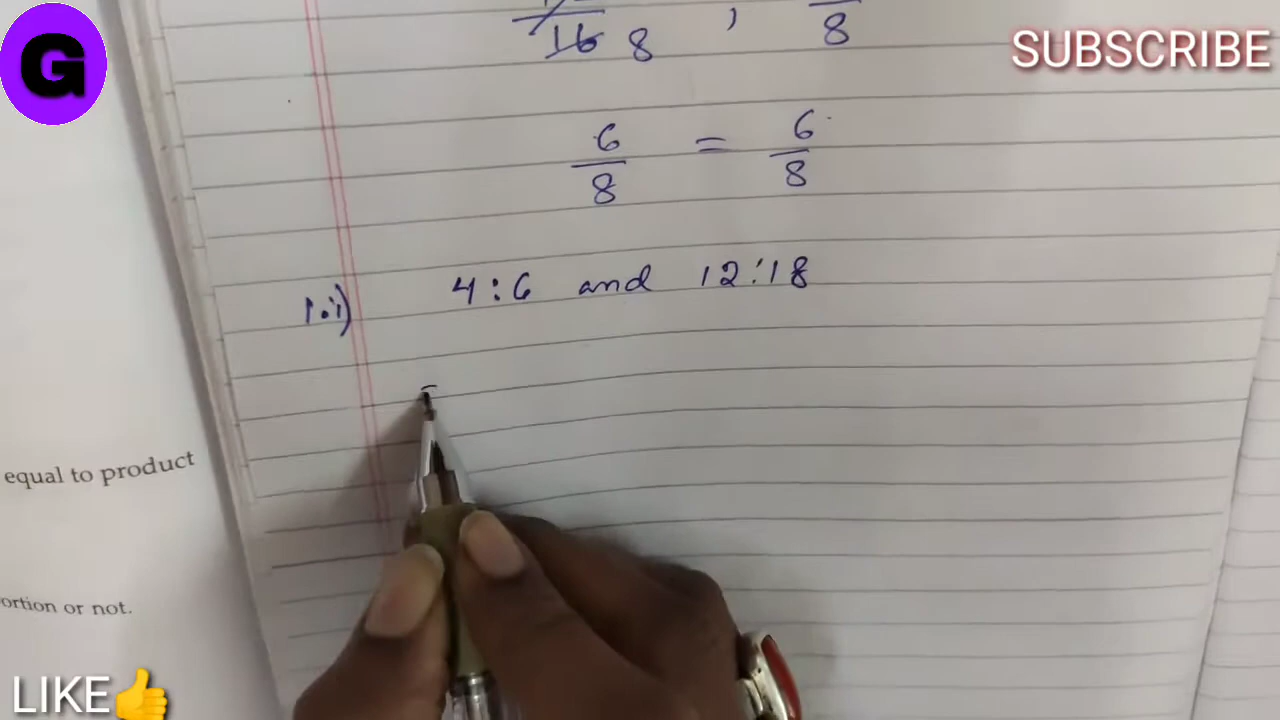 G
SUBSCRIBE
16 8 , 8
6 = 6
8 8
1.i) 4:6 and 12:18
equal to product
ortion or not.
LIKE👍